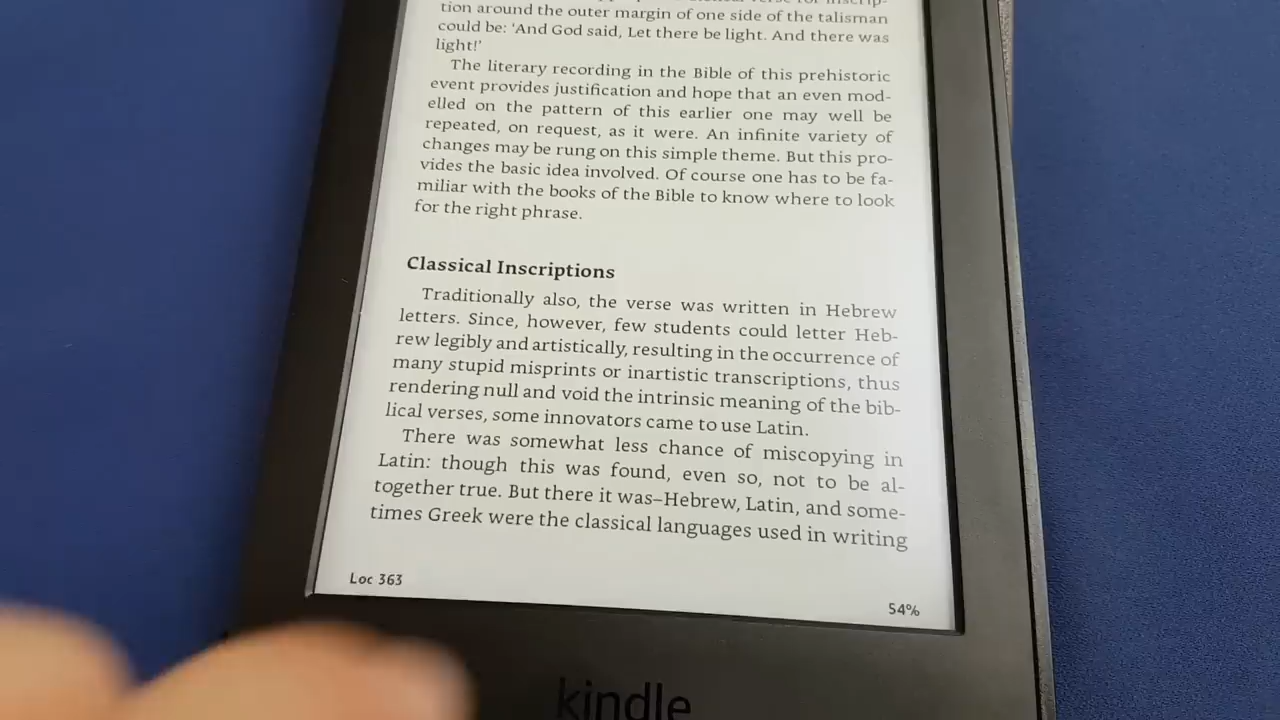 verse for inscrip-
tion around the outer margin of one side of the talisman
could be: ‘And God said, Let there be light. And there was
light!’
The literary recording in the Bible of this prehistoric
event provides justification and hope that an even mod-
elled on the pattern of this earlier one may well be
repeated, on request, as it were. An infinite variety of
changes may be rung on this simple theme. But this pro-
vides the basic idea involved. Of course one has to be fa-
miliar with the books of the Bible to know where to look
for the right phrase.
Classical Inscriptions
Traditionally also, the verse was written in Hebrew
letters. Since, however, few students could letter Heb-
rew legibly and artistically, resulting in the occurrence of
many stupid misprints or inartistic transcriptions, thus
rendering null and void the intrinsic meaning of the bib-
lical verses, some innovators came to use Latin.
There was somewhat less chance of miscopying in
Latin: though this was found, even so, not to be al-
together true. But there it was–Hebrew, Latin, and some-
times Greek were the classical languages used in writing
Loc 363
54%
kindle